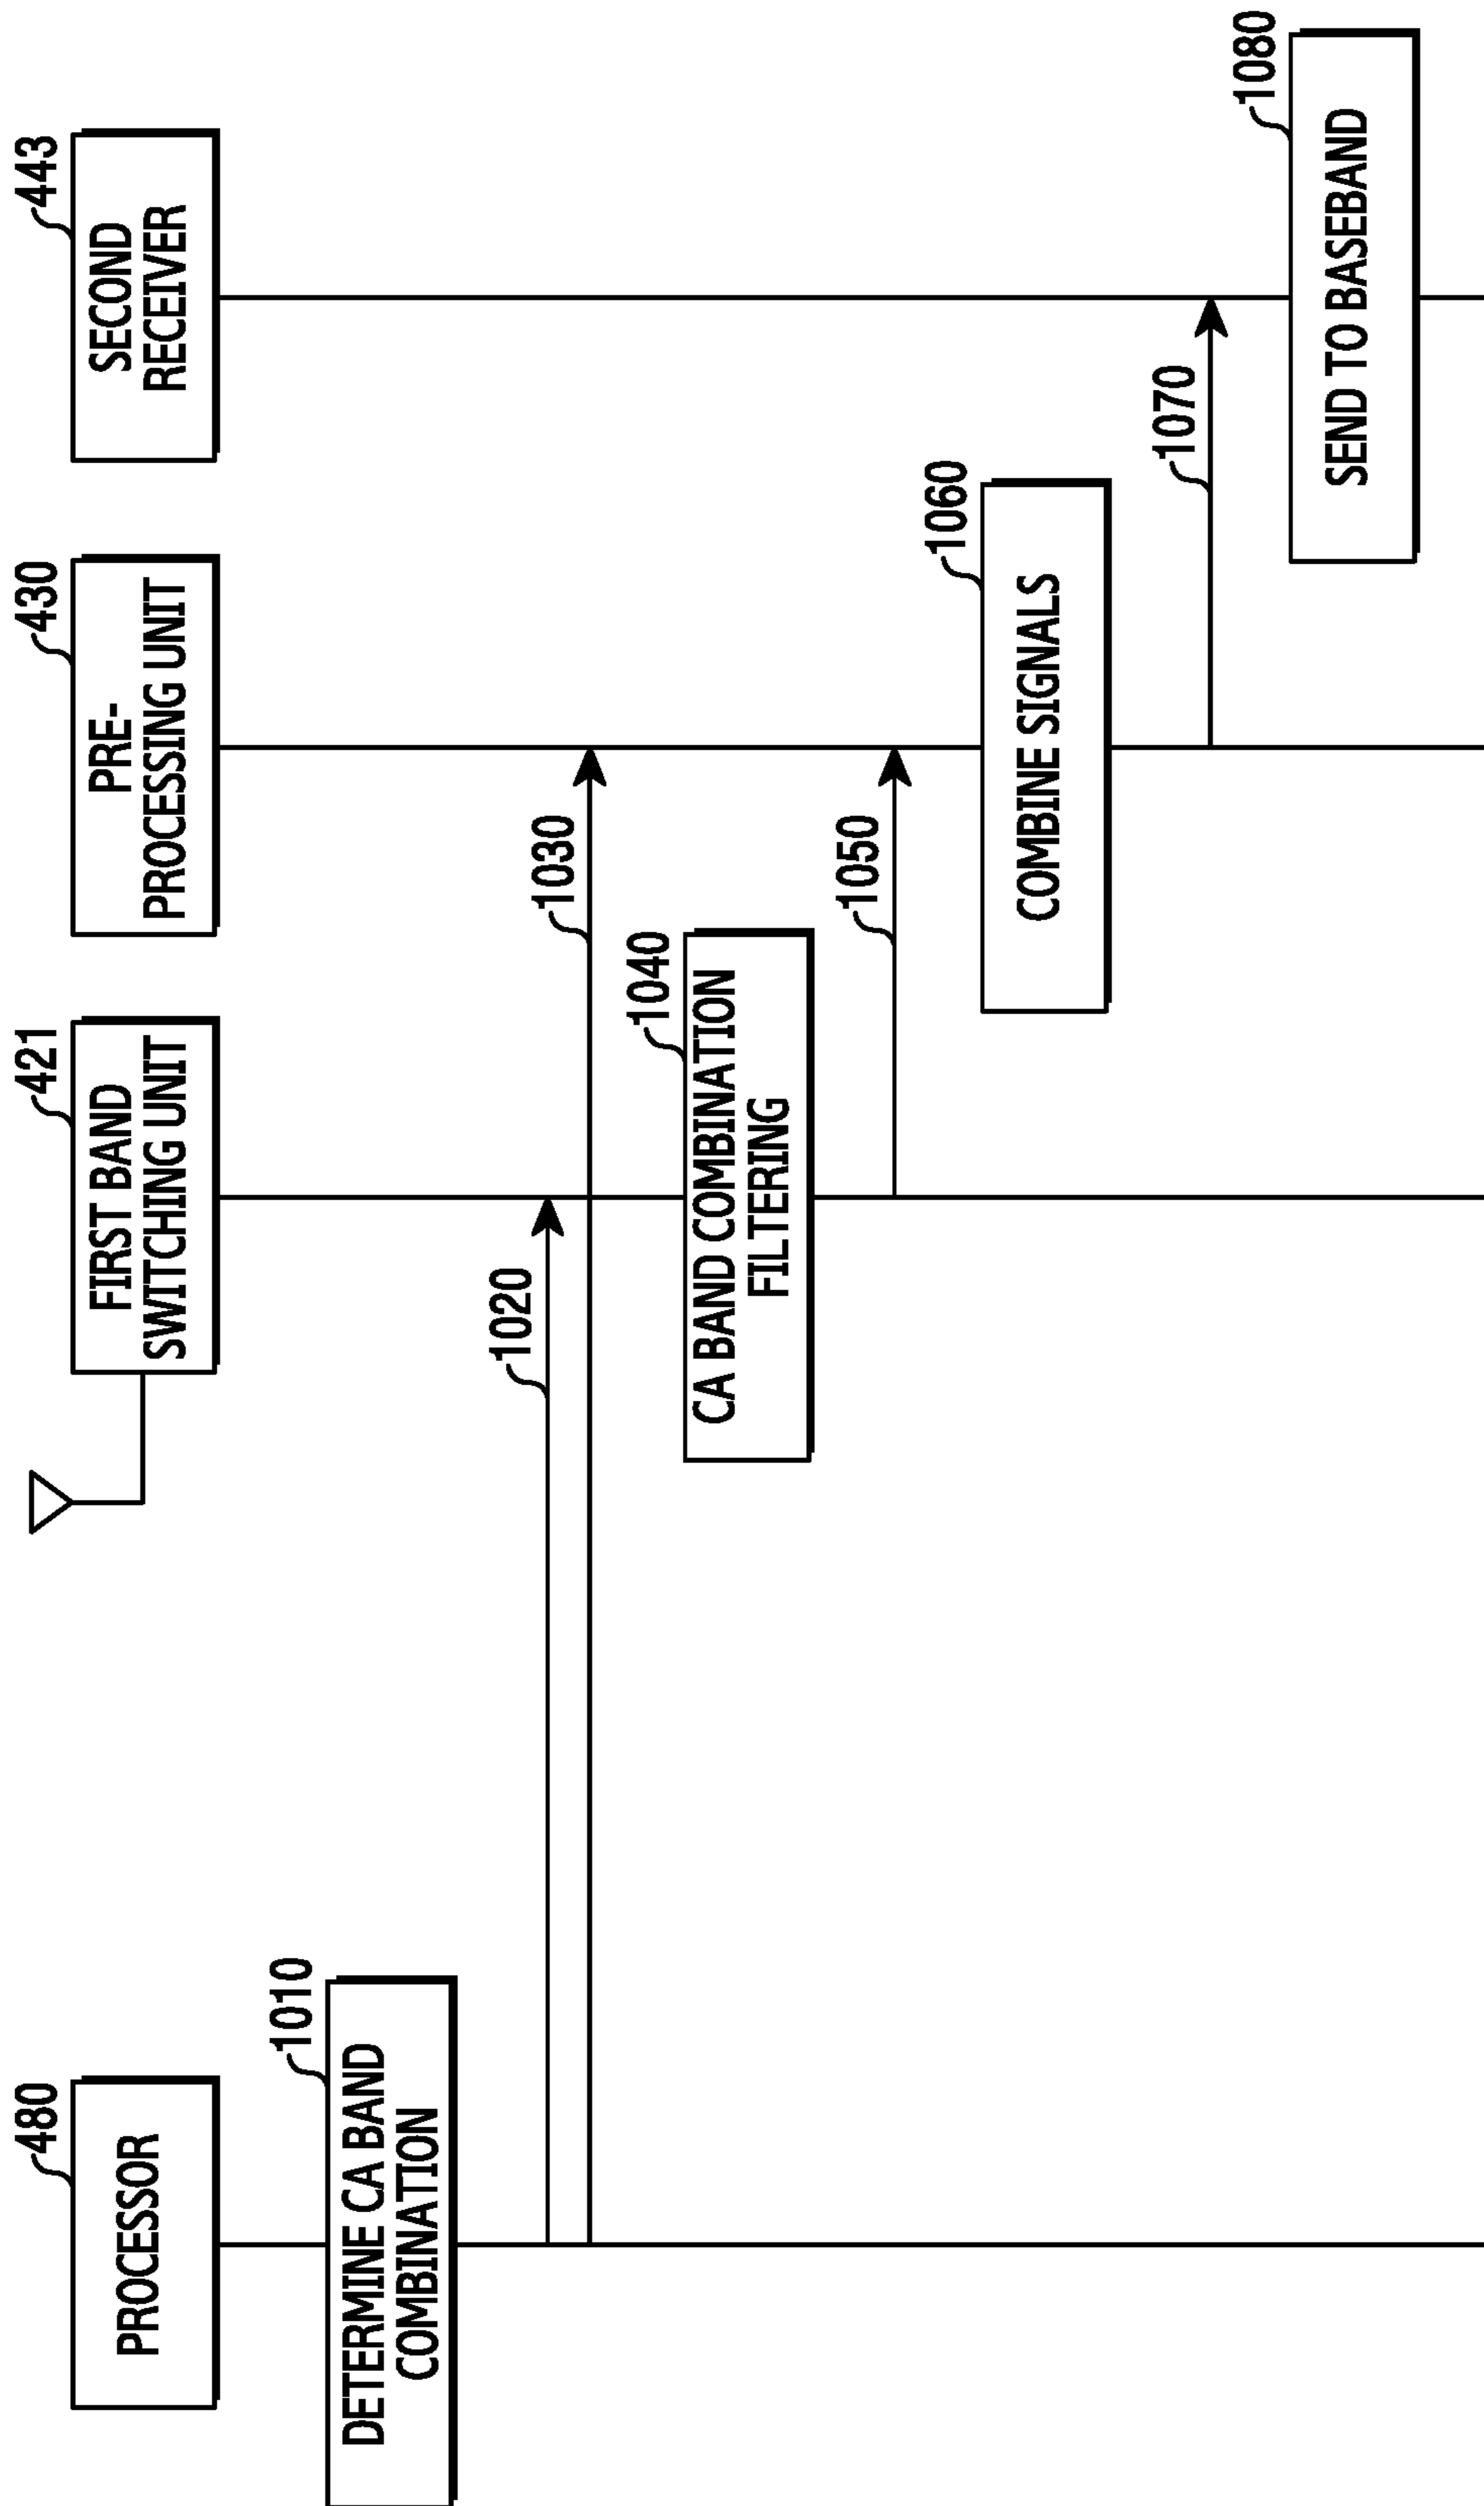 480
PROCESSOR
421
FIRST BAND
SWITCHING UNIT
430
PRE-
PROCESSING UNIT
443
SECOND
RECEIVER
1010
DETERMINE CA BAND
COMBINATION
1020
1030
1040
CA BAND COMBINATION
FILTERING
1050
1060
COMBINE SIGNALS
1070
1080
SEND TO BASEBAND